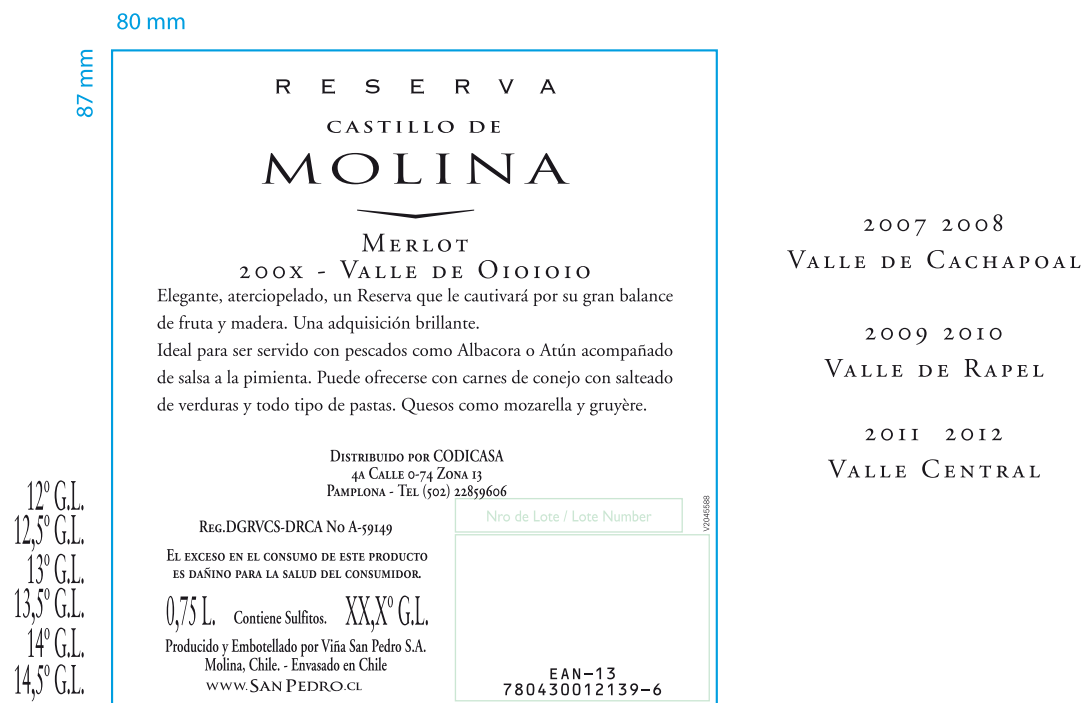 80 mm
87 mm
RESERVA
CASTILLO DE
MOLINA
MERLOT
200X - VALLE DE OIOIOIO
Elegante, aterciopelado, un Reserva que le cautivará por su gran balance
de fruta y madera. Una adquisición brillante.
Ideal para ser servido con pescados como Albacora o Atún acompañado
de salsa a la pimienta. Puede ofrecerse con carnes de conejo con salteado
de verduras y todo tipo de pastas. Quesos como mozarella y gruyère.
DISTRIBUIDO POR CODICASA
4A CALLE 0-74 ZONA 13
PAMPLONA - TEL (502) 22859606
REG.DGRVCS-DRCA NO A-59149
EL EXCESO EN EL CONSUMO DE ESTE PRODUCTO
ES DAÑINO PARA LA SALUD DEL CONSUMIDOR.
0,75 L. Contiene Sulfitos. XX,Xº G.L.
Producido y Embotellado por Viña San Pedro S.A.
Molina, Chile. - Envasado en Chile
WWW.SANPEDRO.CL
Nro de Lote / Lote Number
V2045588
EAN-13
780430012139-6
12º G.L.
12,5º G.L.
13º G.L.
13,5º G.L.
14º G.L.
14,5º G.L.
2007 2008
VALLE DE CACHAPOAL
2009 2010
VALLE DE RAPEL
2011 2012
VALLE CENTRAL